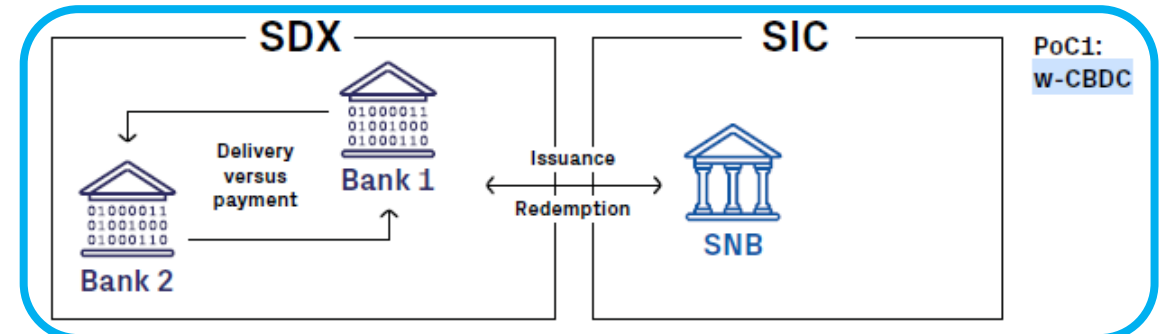 SDX
SIC
PoC1:
w-CBDC
01000011
01001000
01000110
Bank 1
Delivery
versus
payment
01000011
01001000
01000110
Bank 2
Issuance
Redemption
SNB